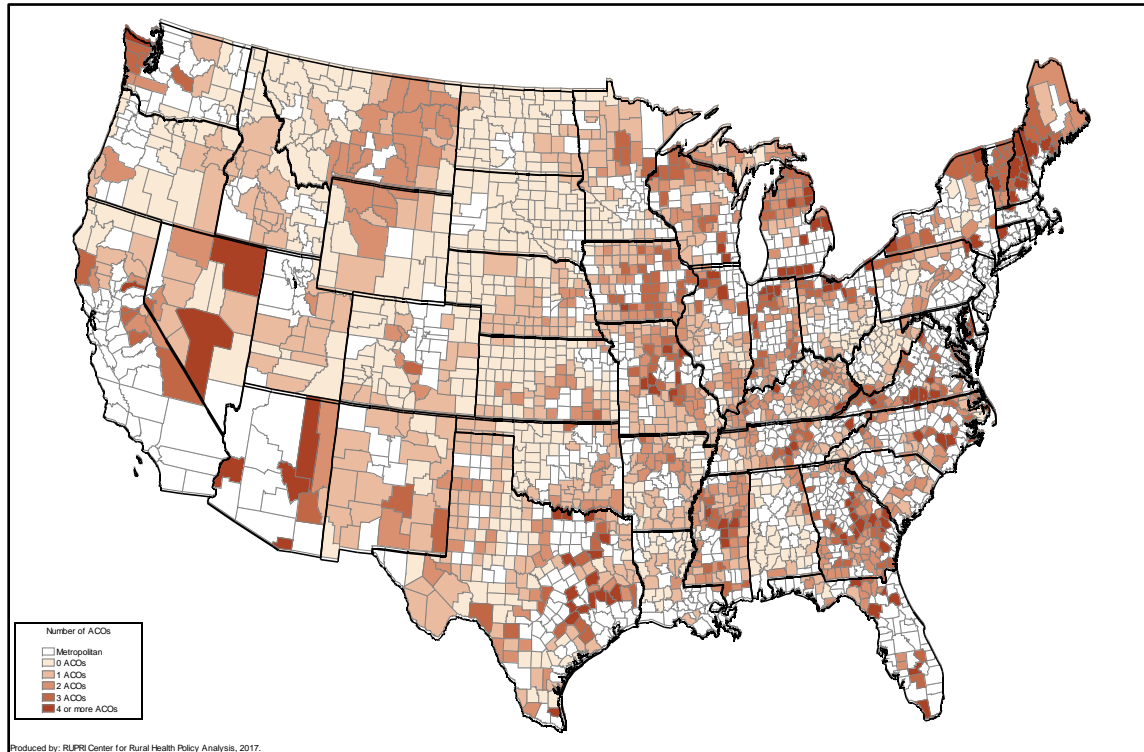 Number of ACOs
Metropolitan
0 ACOs
1 ACOs
2 ACOs
3 ACOs
4 or more ACOs
Produced by: RUPRI Center for Rural Health Policy Analysis, 2017.